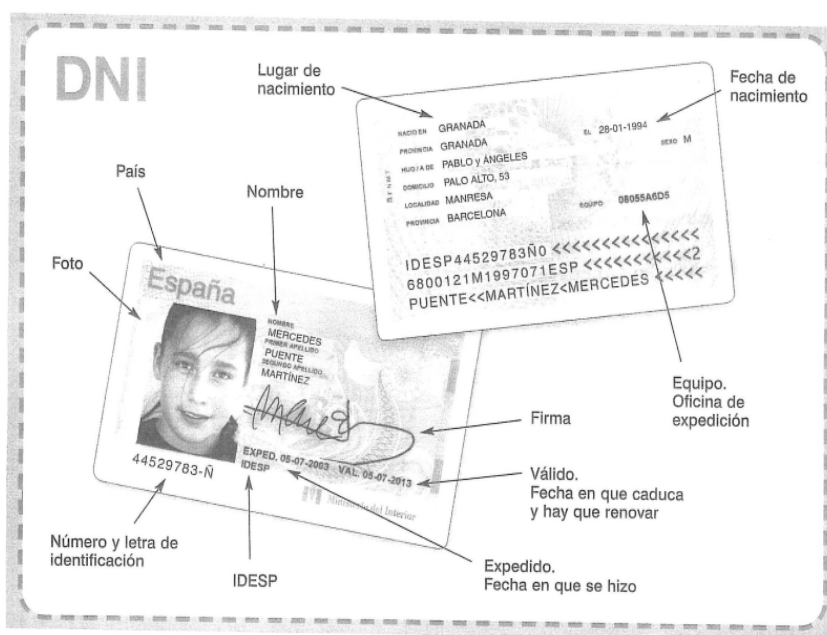 DNI
Lugar de
nacimiento
Fecha de
nacimiento
NACIÓ EN GRANADA
EL 28-01-1994
PROVINCIA GRANADA
SEXO M
HIJO / A DE PABLO y ÁNGELES
DOMICILIO PALO ALTO, 53
LOCALIDAD MANRESA
EQUIPO 08055A6D5
PROVINCIA BARCELONA
IDESP44529783Ñ0 <<<<<<<<<<<<<<<
6800121M1997071ESP <<<<<<<<<<<2
PUENTE<<MARTÍNEZ<MERCEDES <<<<<
País
Nombre
Foto
España
NOMBRE
MERCEDES
PRIMER APELLIDO
PUENTE
SEGUNDO APELLIDO
MARTÍNEZ
EXPED. 05-07-2003 VAL. 05-07-2013
IDESP
44529783-Ñ
Ministerio del Interior
Equipo.
Oficina de
expedición
Firma
Válido.
Fecha en que caduca
y hay que renovar
Número y letra de
identificación
IDESP
Expedido.
Fecha en que se hizo